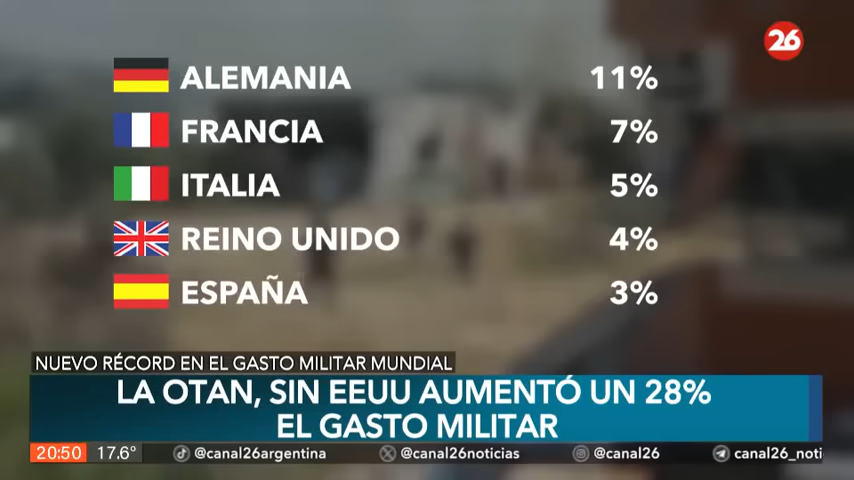 26
ALEMANIA 11%
FRANCIA 7%
ITALIA 5%
REINO UNIDO 4%
ESPAÑA 3%
NUEVO RÉCORD EN EL GASTO MILITAR MUNDIAL
LA OTAN, SIN EEUU AUMENTÓ UN 28%
EL GASTO MILITAR
20:50 17.6° @canal26argentina @canal26noticias @canal26 canal26_noti